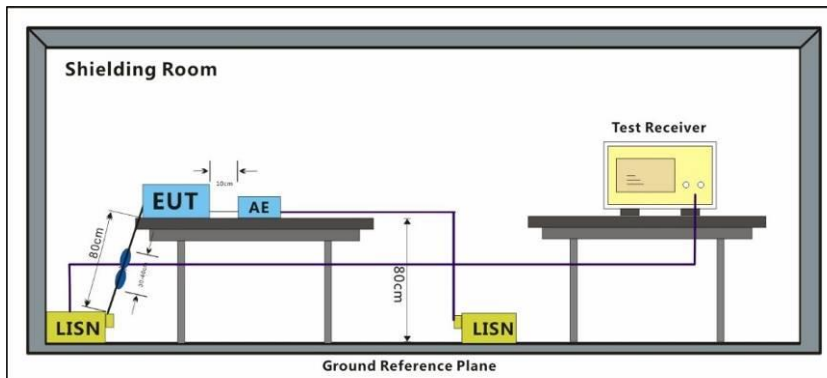 Shielding Room
Test Receiver
10cm
EUT
AE
80cm
80cm
LISN
LISN
Ground Reference Plane